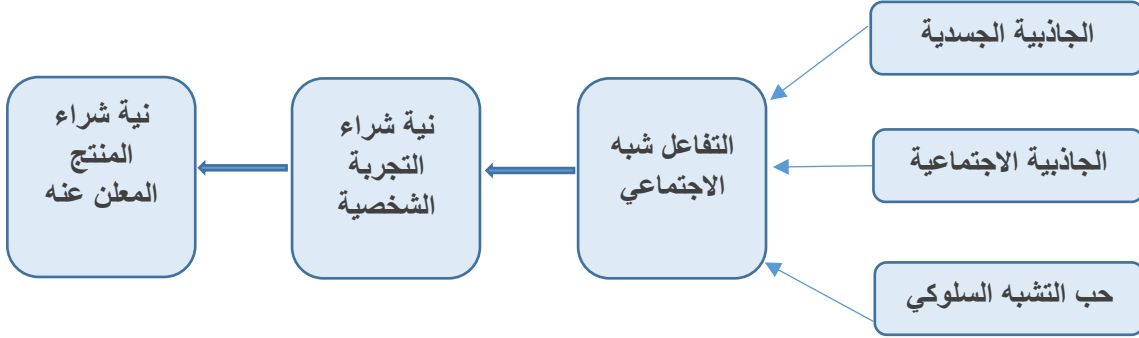 الجاذبية الجسدية
الجاذبية الاجتماعية
حب التشبه السلوكي
التفاعل شبه
الاجتماعي
نية شراء
التجربة
الشخصية
نية شراء
المنتج
المعلن عنه